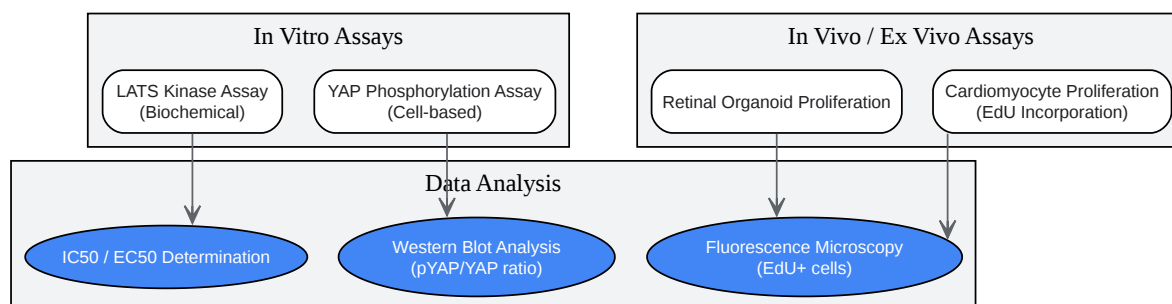 In Vitro Assays
LATS Kinase Assay
(Biochemical)
YAP Phosphorylation Assay
(Cell-based)
In Vivo / Ex Vivo Assays
Retinal Organoid Proliferation
Cardiomyocyte Proliferation
(EdU Incorporation)
Data Analysis
IC50 / EC50 Determination
Western Blot Analysis
(pYAP/YAP ratio)
Fluorescence Microscopy
(EdU+ cells)